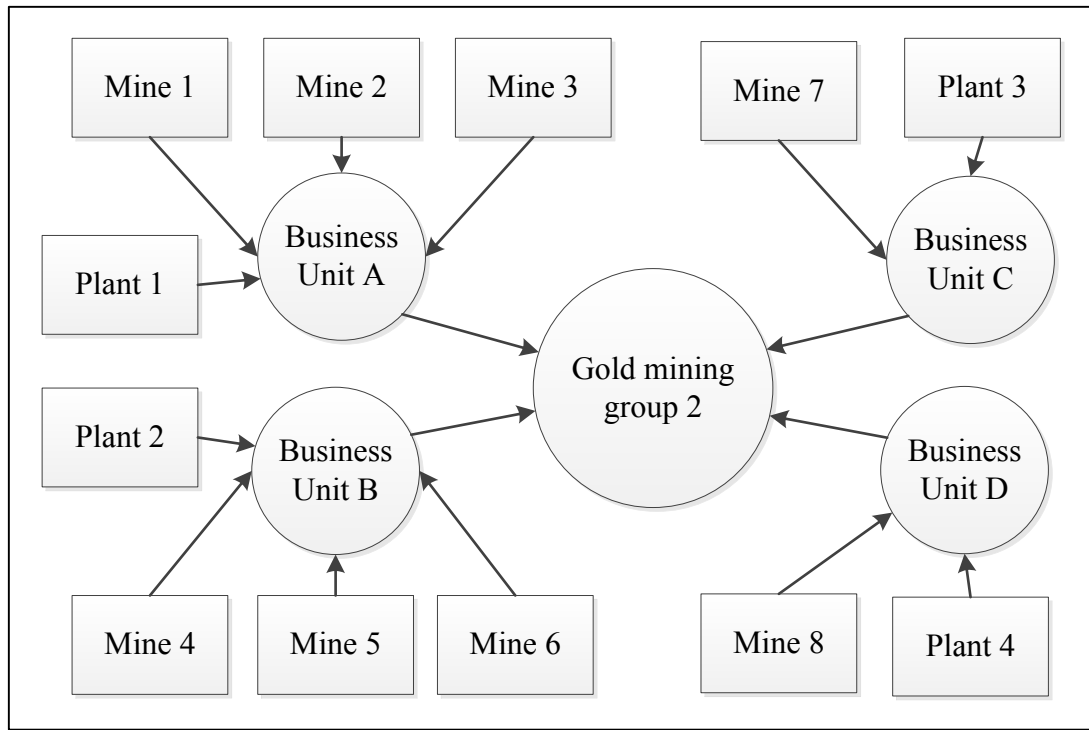 Mine 1
Mine 2
Mine 3
Mine 7
Plant 3
Business
Unit A
Business
Unit C
Plant 1
Gold mining
group 2
Plant 2
Business
Unit B
Business
Unit D
Mine 4
Mine 5
Mine 6
Mine 8
Plant 4